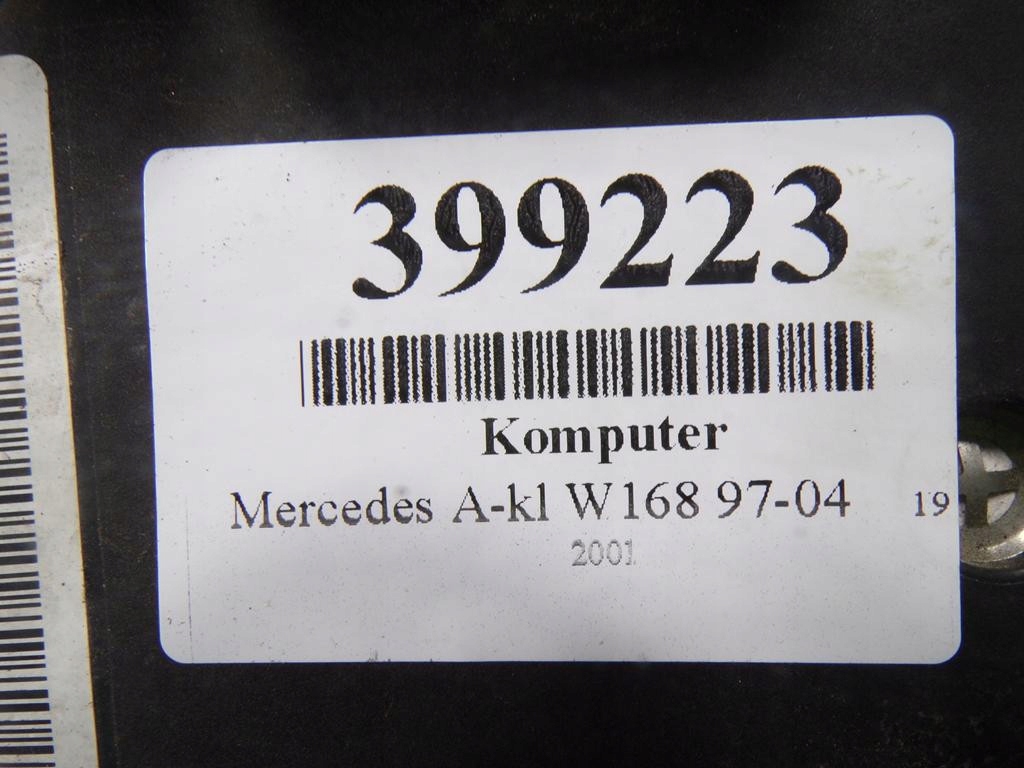 399223
Komputer
Mercedes A-kl W168 97-04 19
2001